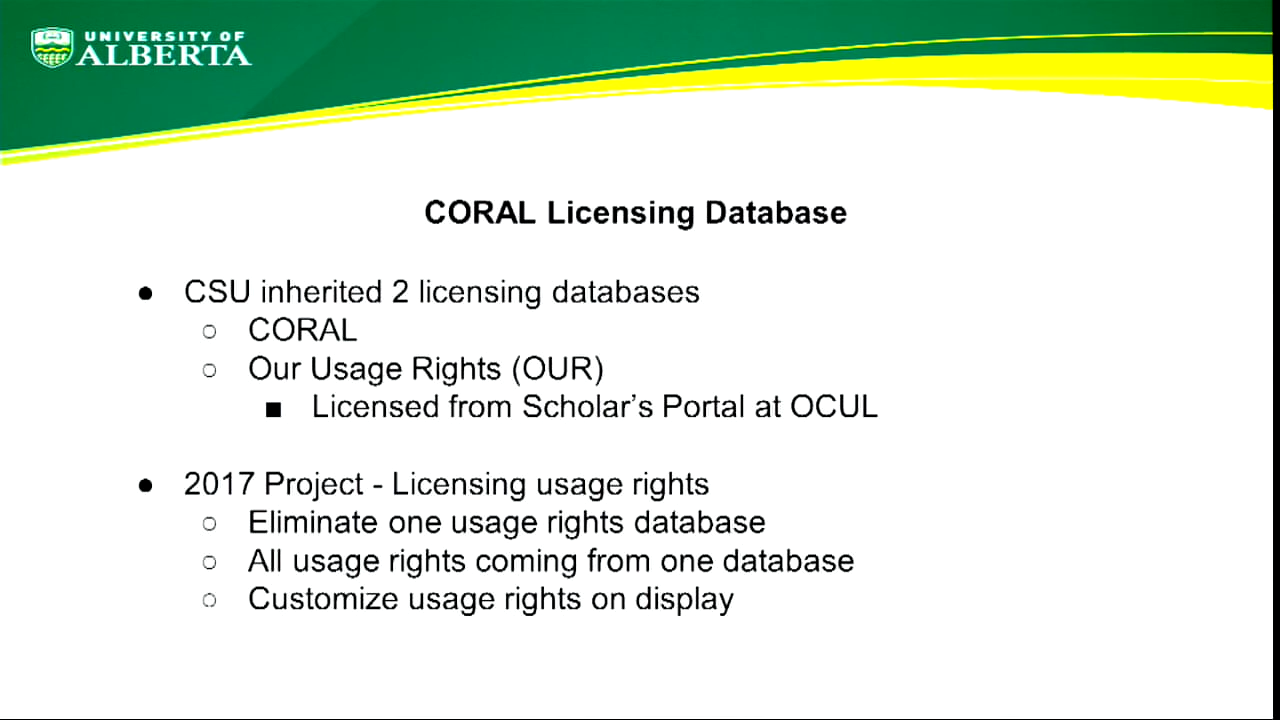 UNIVERSITY OF
ALBERTA
CORAL Licensing Database
● CSU inherited 2 licensing databases
○ CORAL
○ Our Usage Rights (OUR)
■ Licensed from Scholar’s Portal at OCUL
● 2017 Project - Licensing usage rights
○ Eliminate one usage rights database
○ All usage rights coming from one database
○ Customize usage rights on display